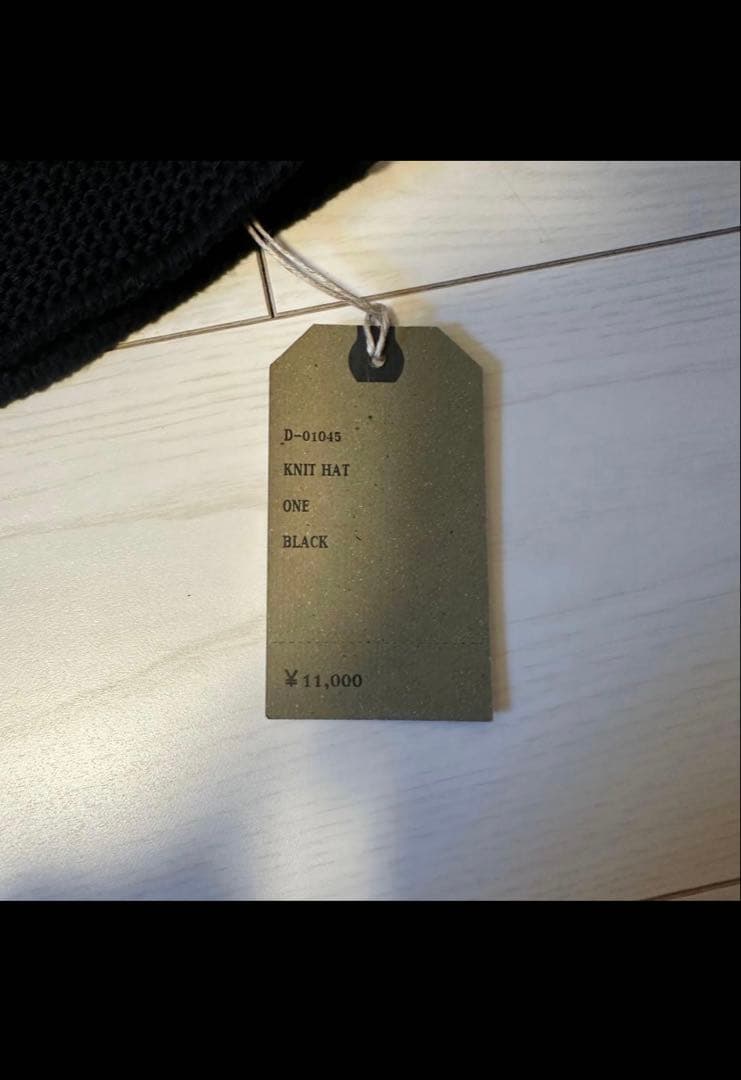 D-01045
KNIT HAT
ONE
BLACK
¥11,000